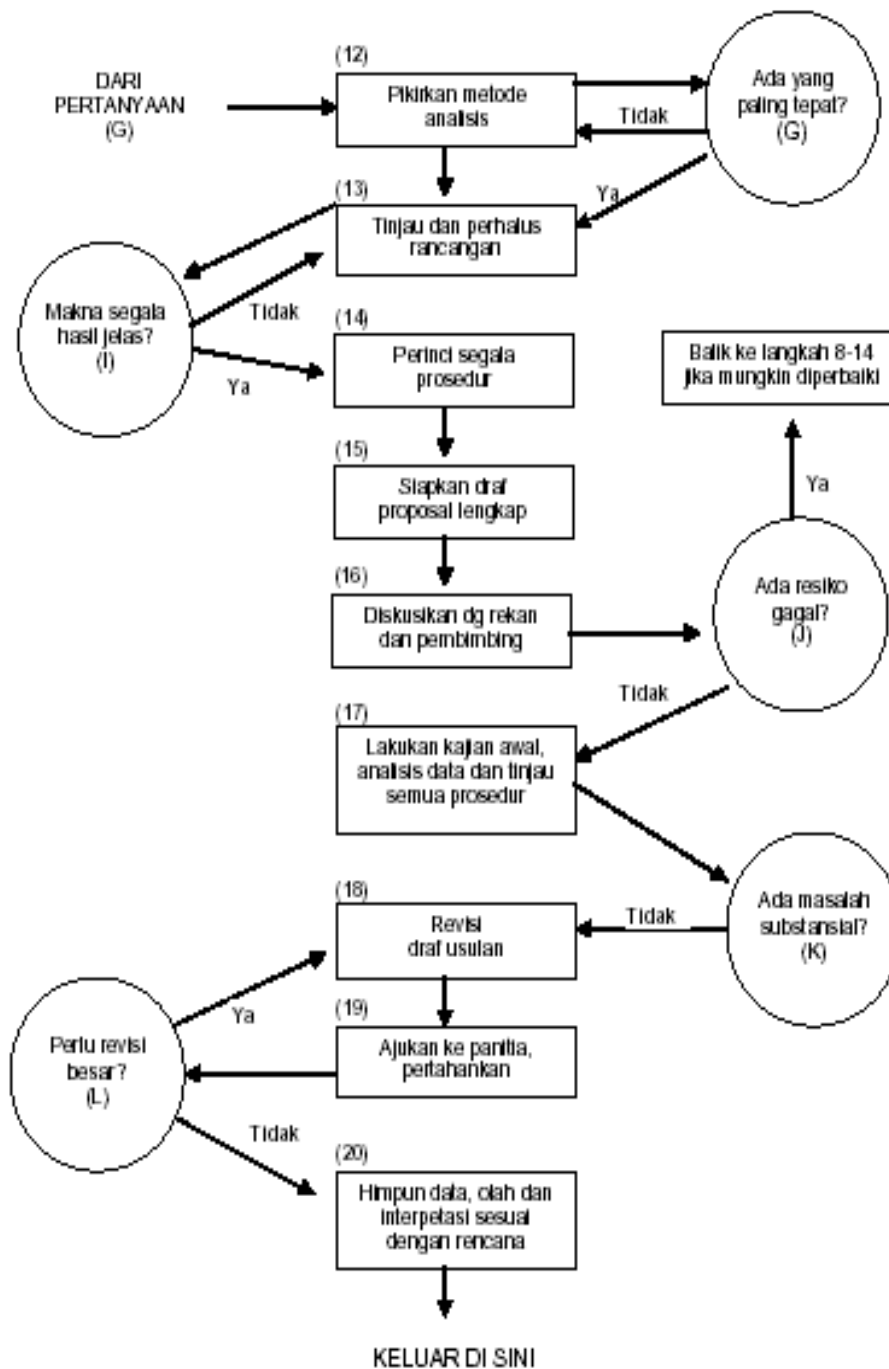 DARI
PERTANYAAN
(G)
(12)
Pikirkan metode
analisis
Ada yang
paling tepat?
(G)
Tidak
Ya
(13)
Tinjau dan perhalus
rancangan
Makna segala
hasil jelas?
(I)
Tidak
Ya
(14)
Perinci segala
prosedur
Balik ke langkah 8-14
jika mungkin diperbaiki
Ya
(15)
Siapkan draf
proposal lengkap
(16)
Diskusikan dg rekan
dan pembimbing
Ada resiko
gagal?
(J)
Tidak
(17)
Lakukan kajian awal,
analisis data dan tinjau
semua prosedur
Ada masalah
substansial?
(K)
Tidak
(18)
Revisi
draf usulan
Ya
(19)
Ajukan ke panitia,
pertahankan
Perlu revisi
besar?
(L)
Tidak
(20)
Himpun data, olah dan
interpetasi sesuai
dengan rencana
KELUAR DI SINI